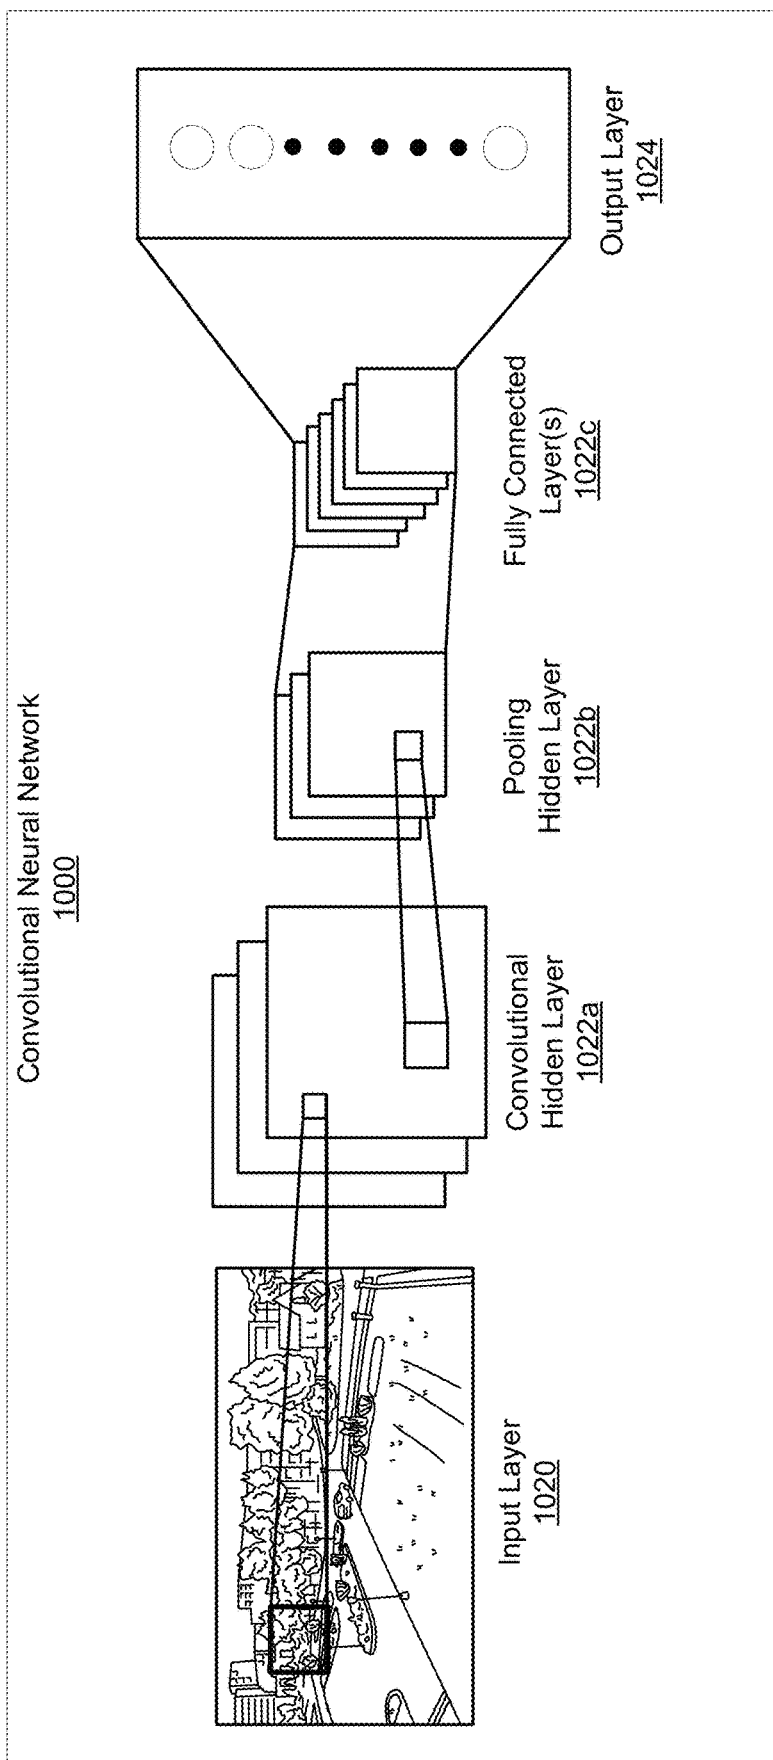 Convolutional Neural Network
1000
Input Layer
1020
Convolutional
Hidden Layer
1022a
Pooling
Hidden Layer
1022b
Fully Connected
Layer(s)
1022c
Output Layer
1024